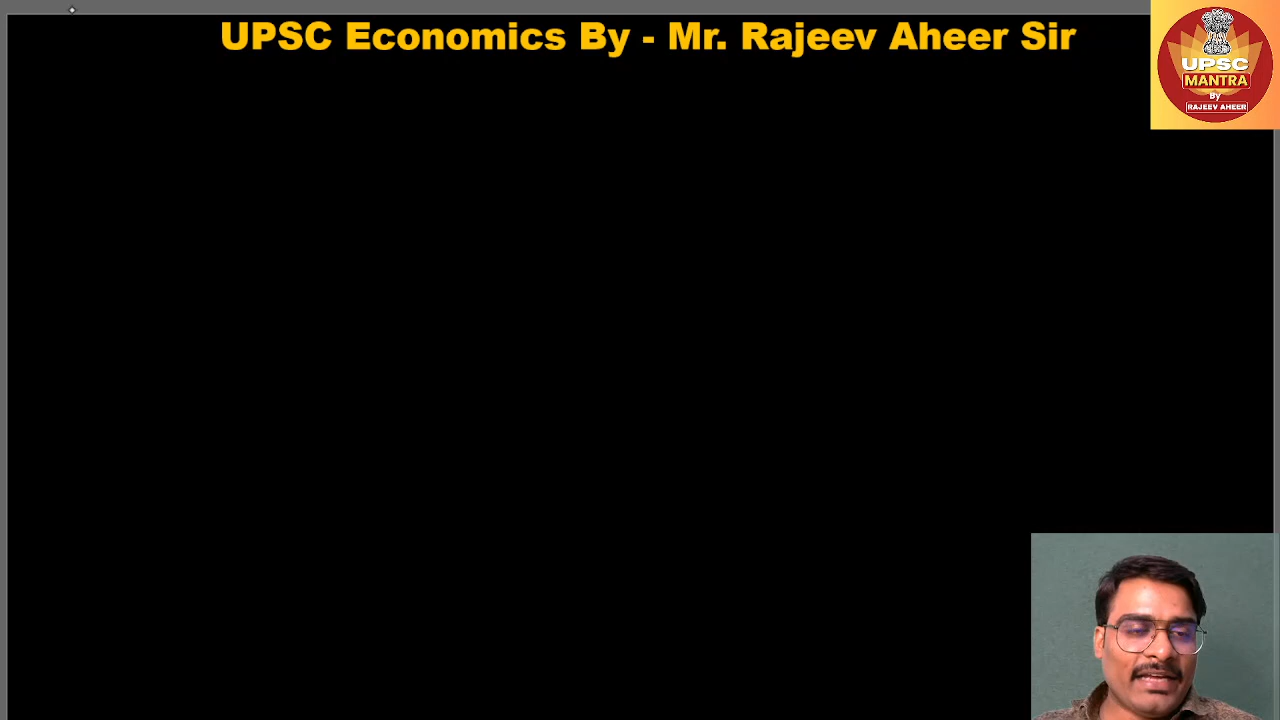 UPSC Economics By - Mr. Rajeev Aheer Sir
UPSC
MANTRA
By
RAJEEV AHEER